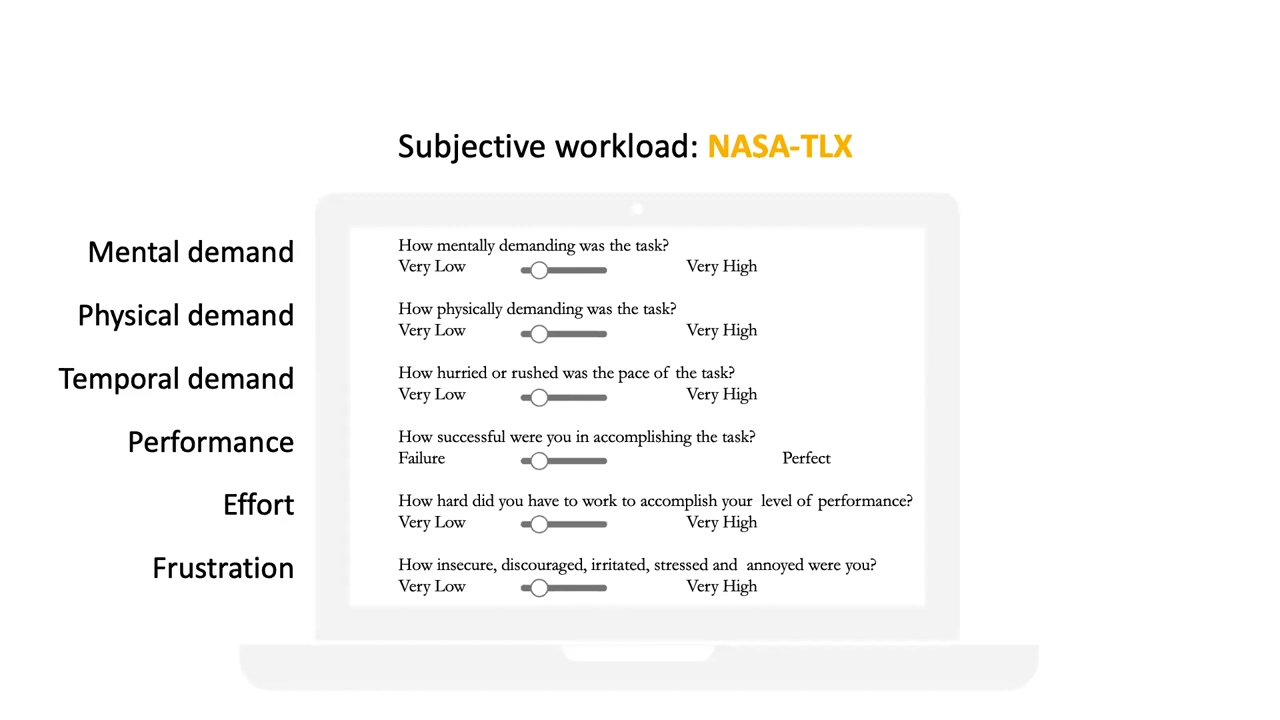 Subjective workload: NASA-TLX
Mental demand
How mentally demanding was the task?
Very Low Very High
Physical demand
How physically demanding was the task?
Very Low Very High
Temporal demand
How hurried or rushed was the pace of the task?
Very Low Very High
Performance
How successful were you in accomplishing the task?
Failure Perfect
Effort
How hard did you have to work to accomplish your level of performance?
Very Low Very High
Frustration
How insecure, discouraged, irritated, stressed and annoyed were you?
Very Low Very High